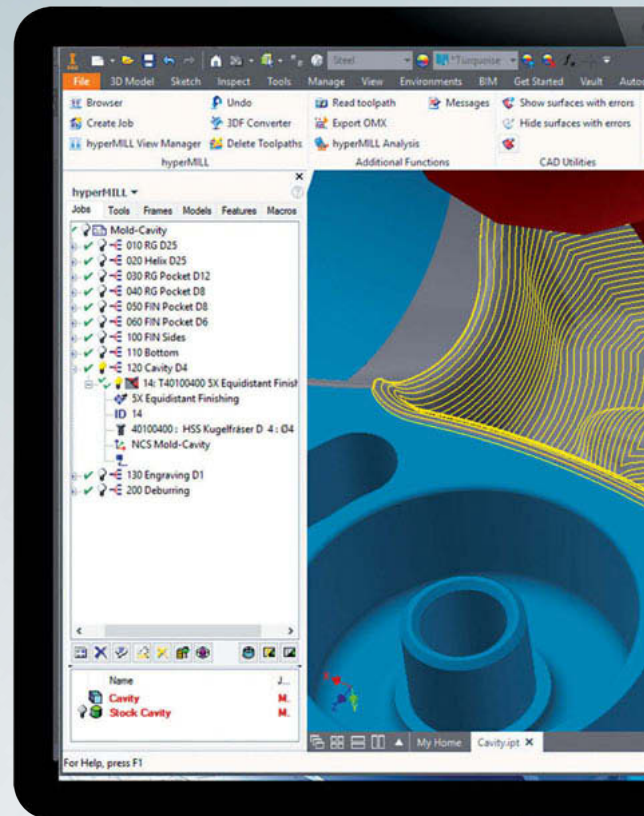 Steel *Turquoise
File 3D Model Sketch Inspect Tools Manage View Environments BIM Get Started Vault
Browser Undo Read toolpath Messages Show surfaces with errors
Create Job 3DF Converter Export OMX Hide surfaces with errors
hyperMILL View Manager Delete Toolpaths hyperMILL Analysis
hyperMILL Additional Functions CAD Utilities
hyperMILL
Jobs Tools Frames Models Features Macros
Mold-Cavity
010 RG D25
020 Helix D25
030 RG Pocket D12
040 RG Pocket D8
050 FIN Pocket D8
060 FIN Pocket D6
100 FIN Sides
110 Bottom
120 Cavity D4
14: T40100400 5X Equidistant Finish
5X Equidistant Finishing
ID 14
40100400 : HSS Kugelfräser D 4 : Ø4
NCS Mold-Cavity
130 Engraving D1
200 Deburring
Name J...
Cavity M.
Stock Cavity M.
My Home Cavity.ipt
For Help, press F1